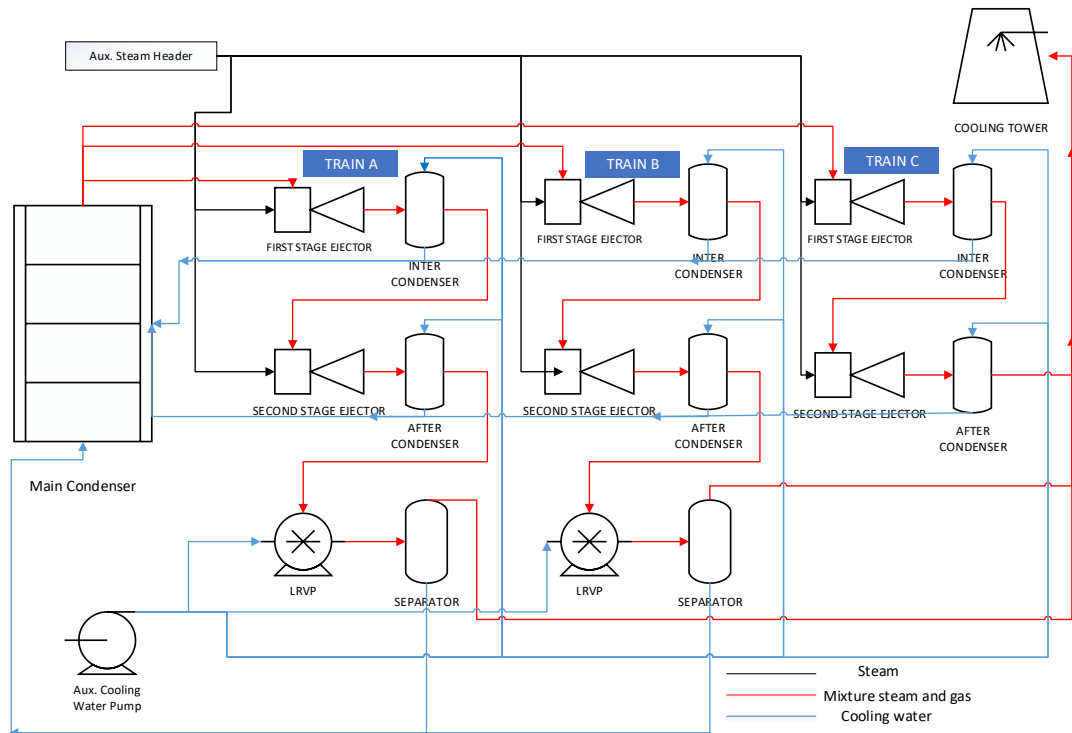 Aux. Steam Header
COOLING TOWER
TRAIN A
TRAIN B
TRAIN C
FIRST STAGE EJECTOR
INTER
CONDENSER
FIRST STAGE EJECTOR
INTER
CONDENSER
FIRST STAGE EJECTOR
INTER
CONDENSER
SECOND STAGE EJECTOR
AFTER
CONDENSER
SECOND STAGE EJECTOR
AFTER
CONDENSER
SECOND STAGE EJECTOR
AFTER
CONDENSER
Main Condenser
LRVP
SEPARATOR
LRVP
SEPARATOR
Aux. Cooling
Water Pump
Steam
Mixture steam and gas
Cooling water